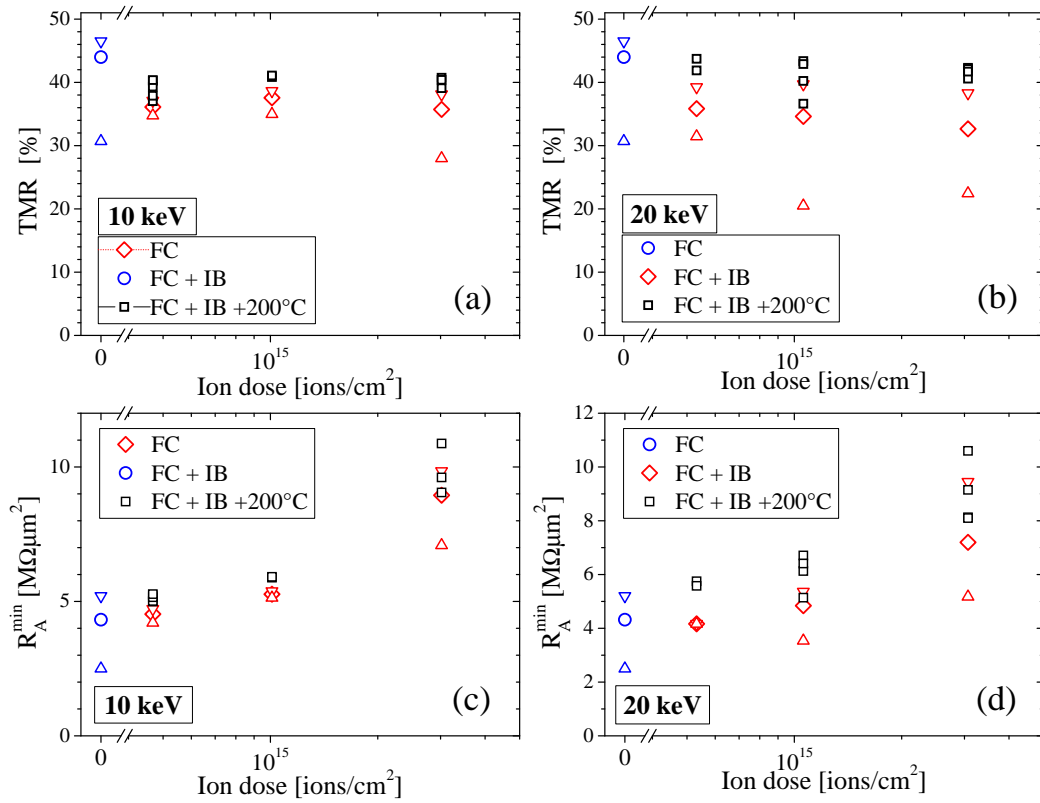 50
40
30
20
10
0
TMR [%]
10 keV
FC
FC + IB
FC + IB +200°C
(a)
0
10^15
Ion dose [ions/cm^2]
50
40
30
20
10
0
TMR [%]
20 keV
FC
FC + IB
FC + IB +200°C
(b)
0
10^15
Ion dose [ions/cm^2]
10
5
0
R_A^min [MΩμm^2]
FC
FC + IB
FC + IB +200°C
10 keV
(c)
0
10^15
Ion dose [ions/cm^2]
12
10
8
6
4
2
0
R_A^min [MΩμm^2]
FC
FC + IB
FC + IB +200°C
20 keV
(d)
0
10^15
Ion dose [ions/cm^2]